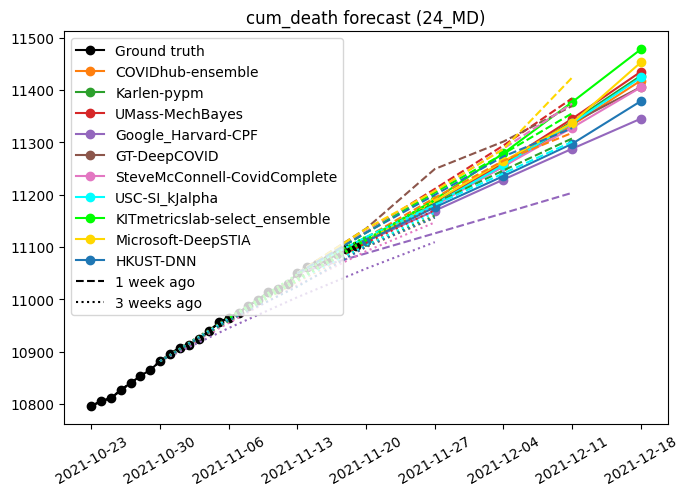 cum_death forecast (24_MD)
11500
11400
11300
11200
11100
11000
10900
10800
Ground truth
COVIDhub-ensemble
Karlen-pypm
UMass-MechBayes
Google_Harvard-CPF
GT-DeepCOVID
SteveMcConnell-CovidComplete
USC-SI_kJalpha
KITmetricslab-select_ensemble
Microsoft-DeepSTIA
HKUST-DNN
1 week ago
3 weeks ago
2021-10-23
2021-10-30
2021-11-06
2021-11-13
2021-11-20
2021-11-27
2021-12-04
2021-12-11
2021-12-18